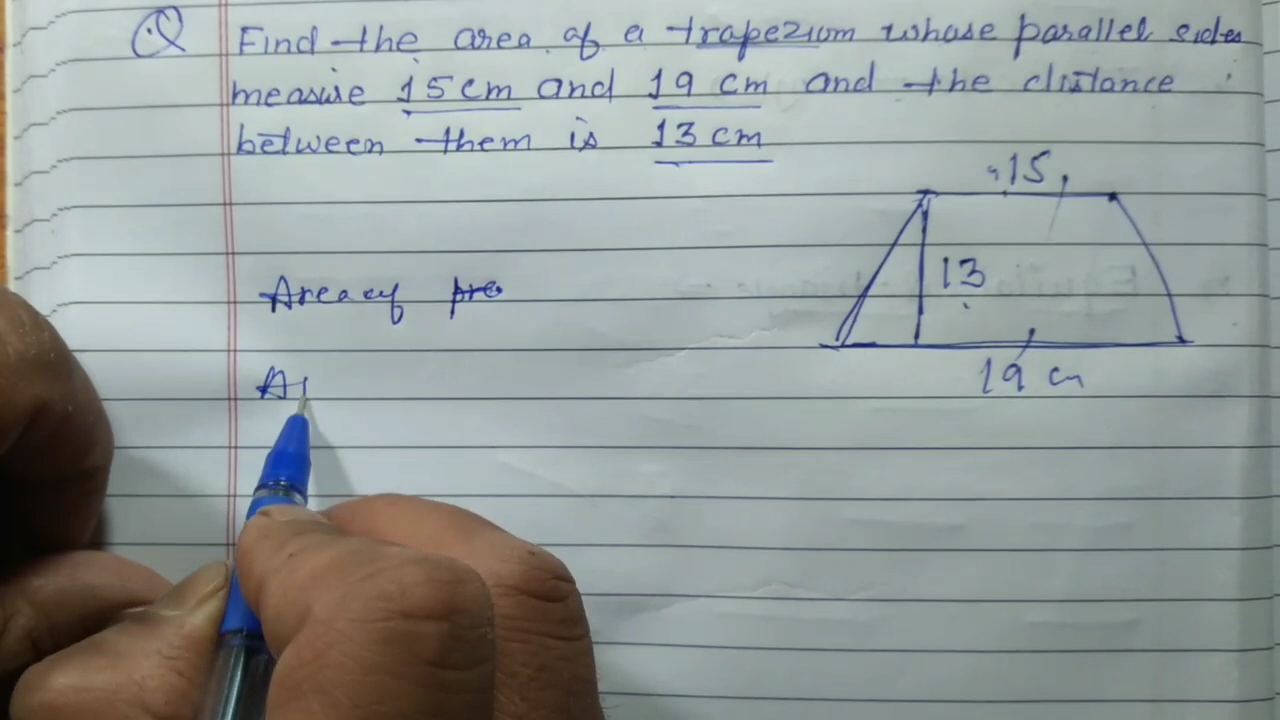 Q Find the area of a trapezium whose parallel sides
measure 15 cm and 19 cm and the distance
between them is 13 cm
15
13
19 cm
Area of
A